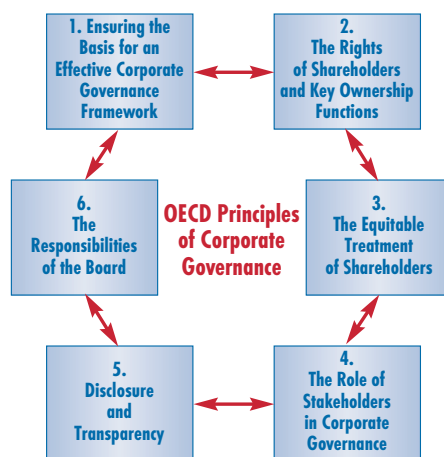 1. Ensuring the
Basis for an
Effective Corporate
Governance
Framework
2.
The Rights
of Shareholders
and Key Ownership
Functions
6.
The
Responsibilities
of the Board
OECD Principles
of Corporate
Governance
3.
The Equitable
Treatment
of Shareholders
5.
Disclosure
and
Transparency
4.
The Role of
Stakeholders
in Corporate
Governance